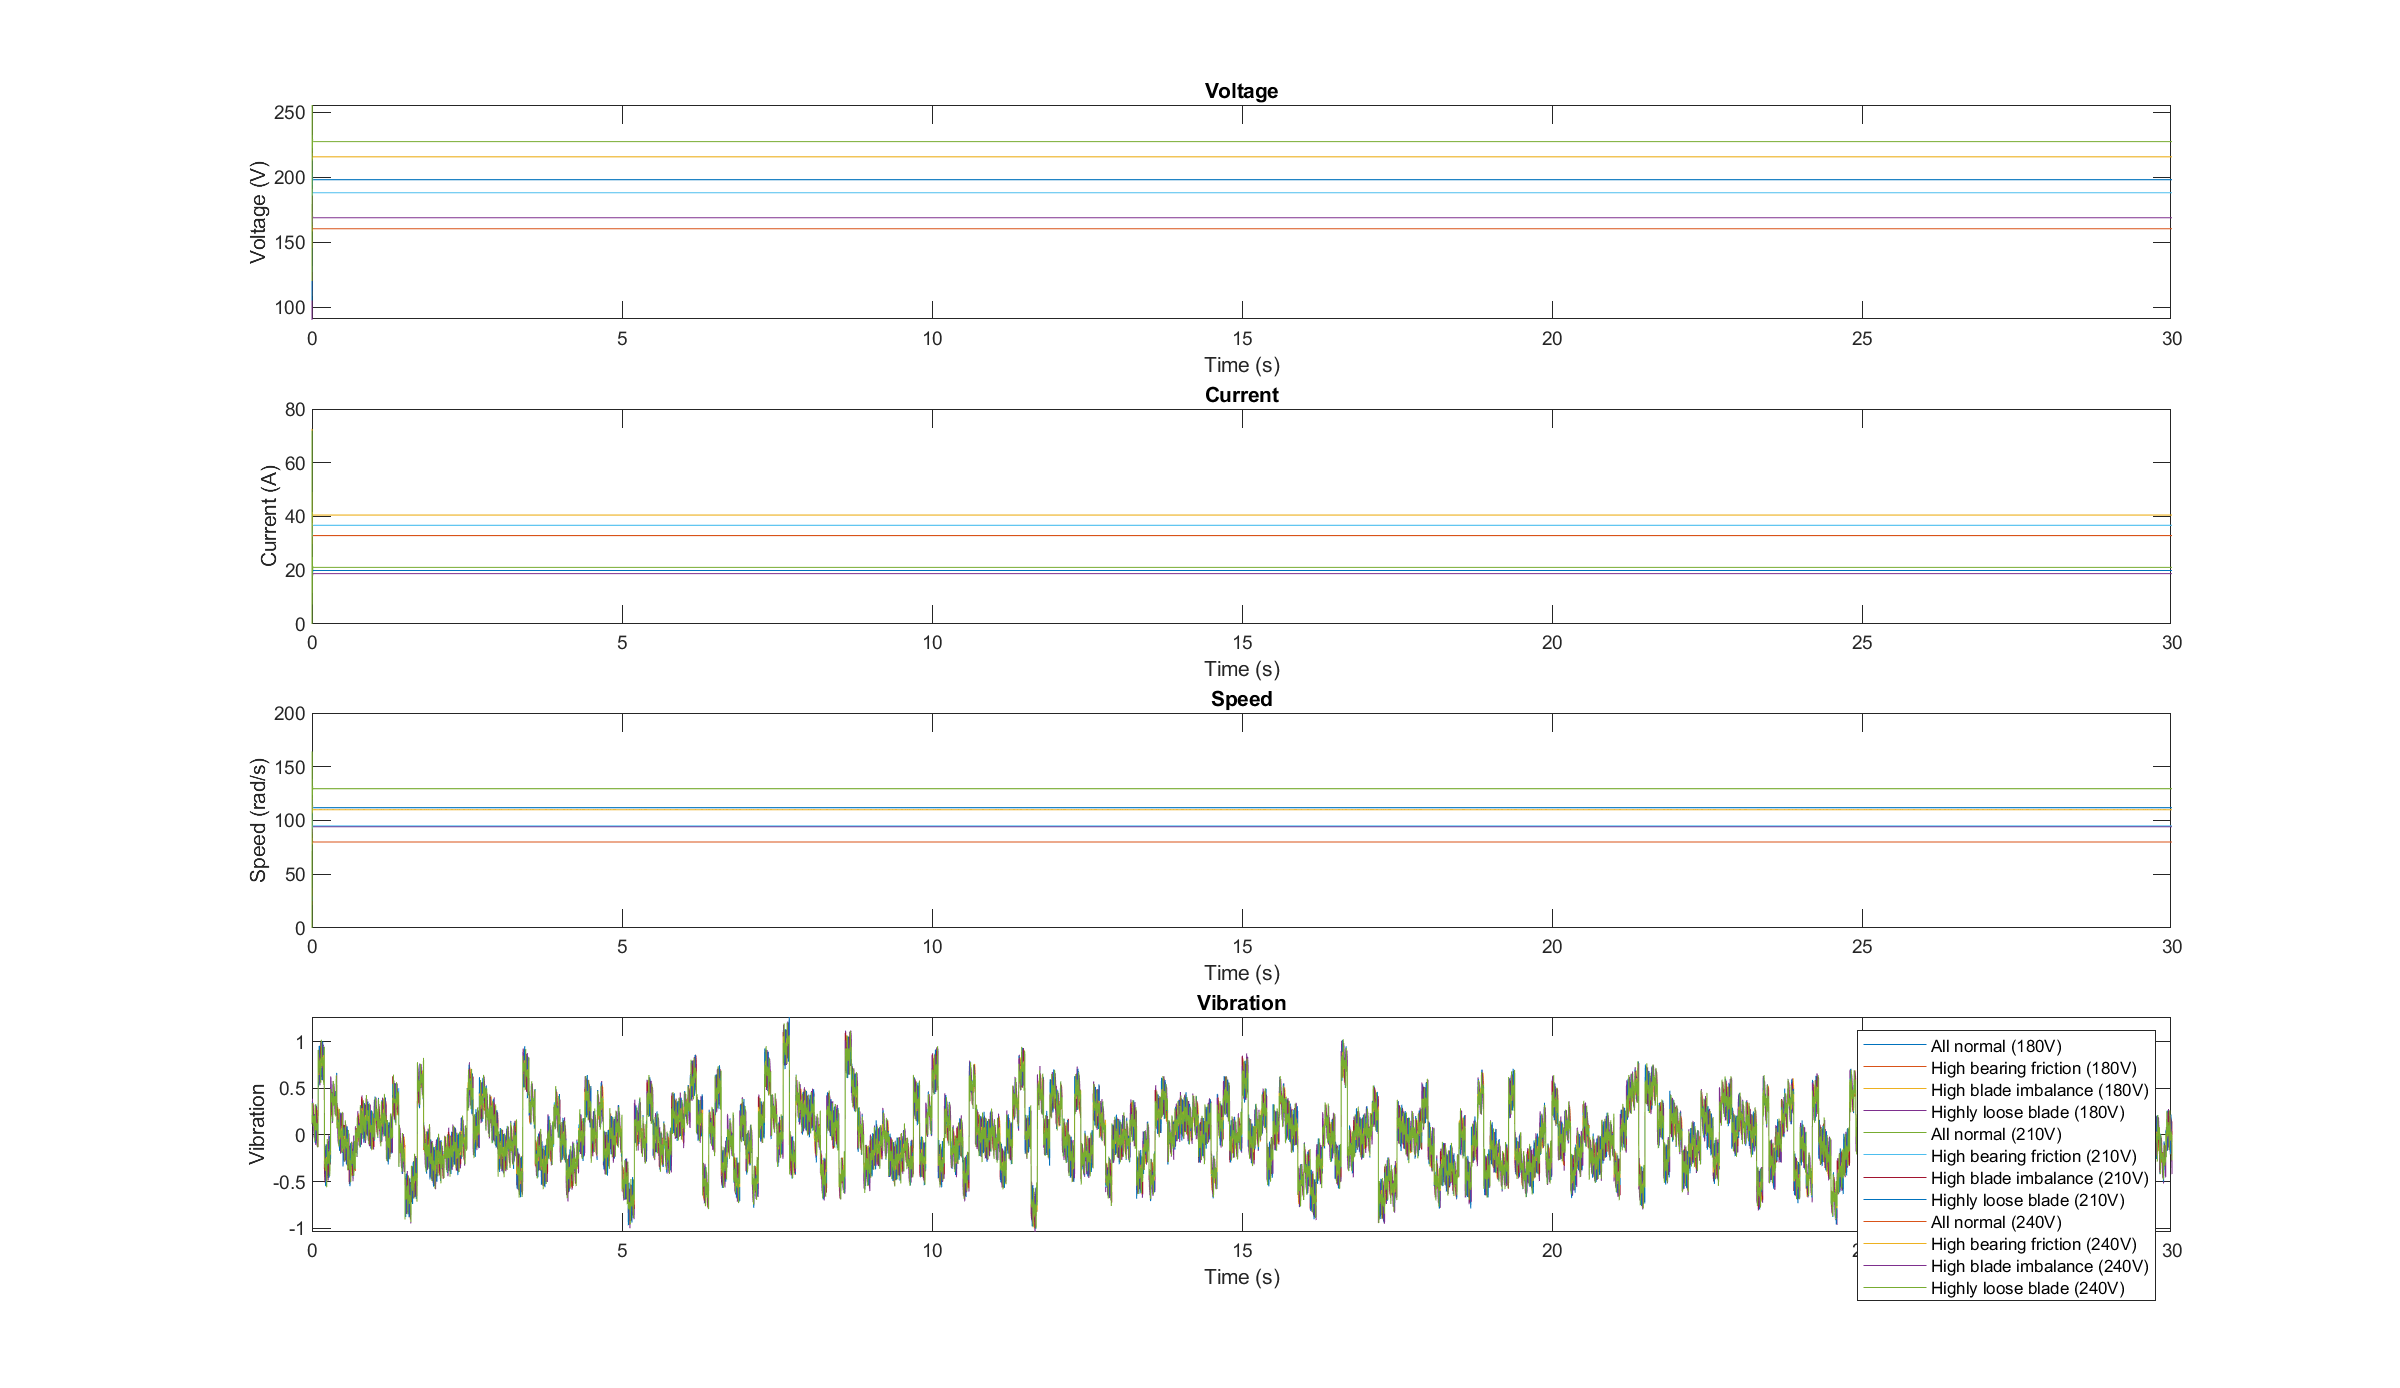 Voltage
Voltage (V)
250
200
150
100
0 5 10 15 20 25 30
Time (s)
Current
Current (A)
80
60
40
20
0
0 5 10 15 20 25 30
Time (s)
Speed
Speed (rad/s)
200
150
100
50
0
0 5 10 15 20 25 30
Time (s)
Vibration
Vibration
1
0.5
0
-0.5
-1
0 5 10 15 20 30
Time (s)
All normal (180V)
High bearing friction (180V)
High blade imbalance (180V)
Highly loose blade (180V)
All normal (210V)
High bearing friction (210V)
High blade imbalance (210V)
Highly loose blade (210V)
All normal (240V)
High bearing friction (240V)
High blade imbalance (240V)
Highly loose blade (240V)